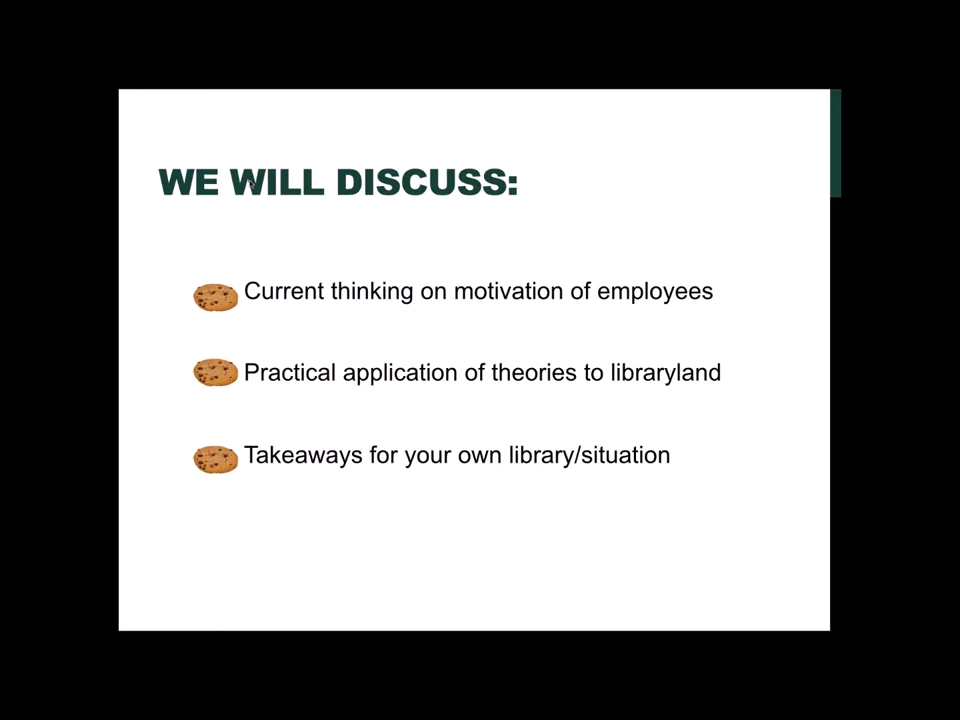 WE WILL DISCUSS:
Current thinking on motivation of employees
Practical application of theories to libraryland
Takeaways for your own library/situation